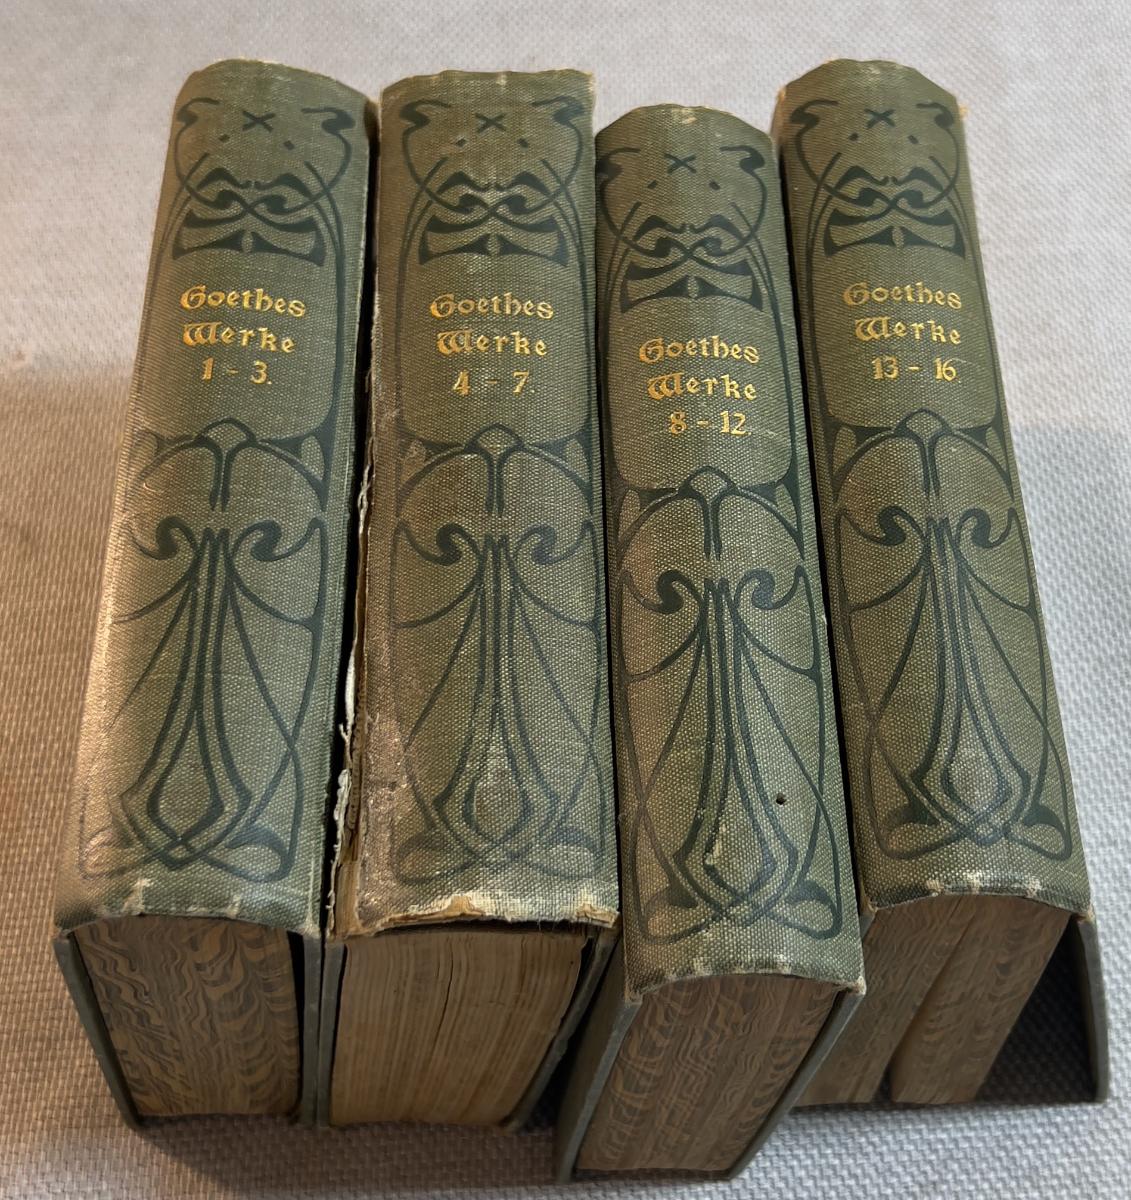 Goethes
Werke
1 - 3.
Goethes
Werke
4 - 7.
Goethes
Werke
8 - 12.
Goethes
Werke
13 - 16.